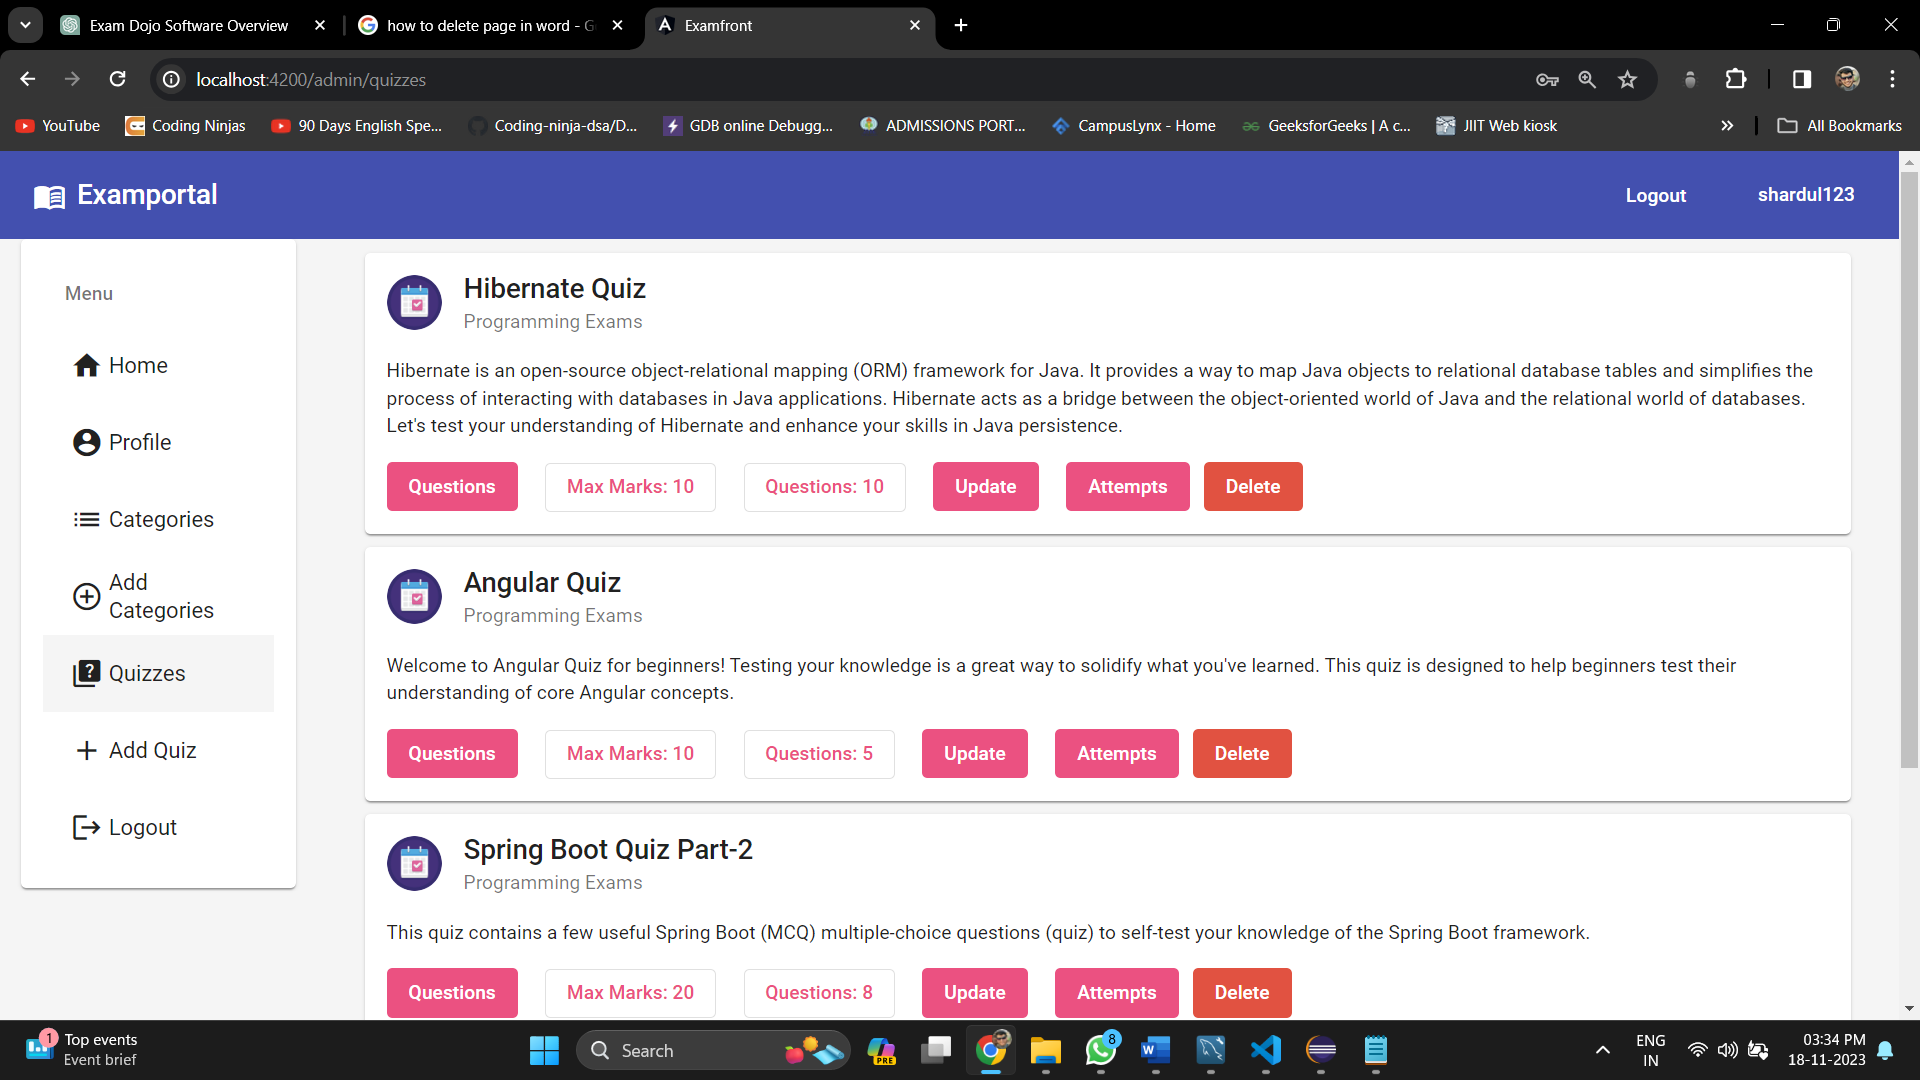 Exam Dojo Software Overview
how to delete page in word - G
Examfront
localhost:4200/admin/quizzes
YouTube
Coding Ninjas
90 Days English Spe...
Coding-ninja-dsa/D...
GDB online Debugg...
ADMISSIONS PORT...
CampusLynx - Home
GeeksforGeeks | A c...
JIIT Web kiosk
All Bookmarks
Examportal
Logout
shardul123
Menu
Home
Profile
Categories
Add
Categories
Quizzes
Add Quiz
Logout
Hibernate Quiz
Programming Exams
Hibernate is an open-source object-relational mapping (ORM) framework for Java. It provides a way to map Java objects to relational database tables and simplifies the
process of interacting with databases in Java applications. Hibernate acts as a bridge between the object-oriented world of Java and the relational world of databases.
Let's test your understanding of Hibernate and enhance your skills in Java persistence.
Questions Max Marks: 10 Questions: 10 Update Attempts Delete
Angular Quiz
Programming Exams
Welcome to Angular Quiz for beginners! Testing your knowledge is a great way to solidify what you've learned. This quiz is designed to help beginners test their
understanding of core Angular concepts.
Questions Max Marks: 10 Questions: 5 Update Attempts Delete
Spring Boot Quiz Part-2
Programming Exams
This quiz contains a few useful Spring Boot (MCQ) multiple-choice questions (quiz) to self-test your knowledge of the Spring Boot framework.
Questions Max Marks: 20 Questions: 8 Update Attempts Delete
1
Top events
Event brief
Search
PRE
8
W
ENG
IN
03:34 PM
18-11-2023